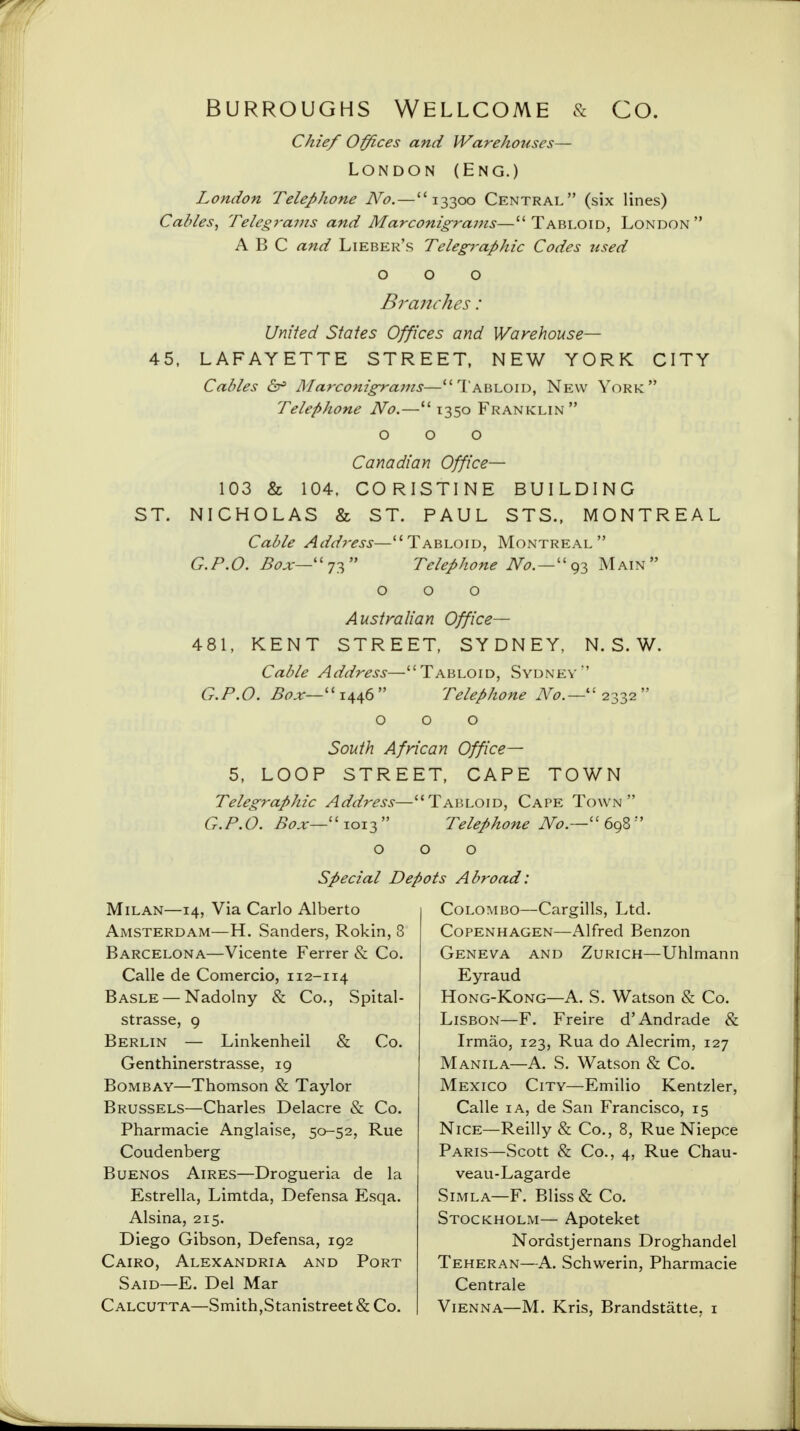 BURROUGHS WELLCOME & CO.
Chief Offices and Warehouses—
LONDON (ENG.)
London Telephone No.—“13300 CENTRAL” (six lines)
Cables, Telegrams and Marconigrams—“TABLOID, LONDON”
A B C and LIEBER'S Telegraphic Codes used
o o o
Branches:
United States Offices and Warehouse—
45, LAFAYETTE STREET, NEW YORK CITY
Cables & Marconigrams—“TABLOID, NEW YORK”
Telephone No.—“1350 FRANKLIN”
o o o
Canadian Office—
103 & 104, CORISTINE BUILDING
ST. NICHOLAS & ST. PAUL STS., MONTREAL
Cable Address—“TABLOID, MONTREAL”
G.P.O. Box—“73” Telephone No.—“93 MAIN”
o o o
Australian Office—
481, KENT STREET, SYDNEY, N.S.W.
Cable Address—“TABLOID, SYDNEY”
G.P.O. Box—“1446” Telephone No.—“2332”
o o o
South African Office—
5, LOOP STREET, CAPE TOWN
Telegraphic Address—“TABLOID, CAPE TOWN”
G.P.O. Box—“1013” Telephone No.—“698”
o o o
Special Depots Abroad:
MILAN—14, Via Carlo Alberto
AMSTERDAM—H. Sanders, Rokin, 8
BARCELONA—Vicente Ferrer & Co.
Calle de Comercio, 112-114
BASLE — Nadolny & Co., Spital-
strasse, 9
BERLIN — Linkenheil & Co.
Genthinerstrasse, 19
BOMBAY—Thomson & Taylor
BRUSSELS—Charles Delacre & Co.
Pharmacie Anglaise, 50-52, Rue
Coudenberg
BUENOS AIRES—Drogueria de la
Estrella, Limtda, Defensa Esqa.
Alsina, 215.
Diego Gibson, Defensa, 192
CAIRO, ALEXANDRIA AND PORT
SAID—E. Del Mar
CALCUTTA—Smith, Stanistreet & Co.
COLOMBO—Cargills, Ltd.
COPENHAGEN—Alfred Benzon
GENEVA AND ZURICH—Uhlmann
Eyraud
HONG-KONG—A. S. Watson & Co.
LISBON—F. Freire d'Andrade &
Irmão, 123, Rua do Alecrim, 127
MANILA—A. S. Watson & Co.
MEXICO CITY—Emilio Kentzler,
Calle 1A, de San Francisco, 15
NICE—Reilly & Co., 8, Rue Niepce
PARIS—Scott & Co., 4, Rue Chau-
veau-Lagarde
SIMLA—F. Bliss & Co.
STOCKHOLM— Apoteket
Nordstjernans Droghandel
TEHERAN—A. Schwerin, Pharmacie
Centrale
VIENNA—M. Kris, Brandstätte, 1